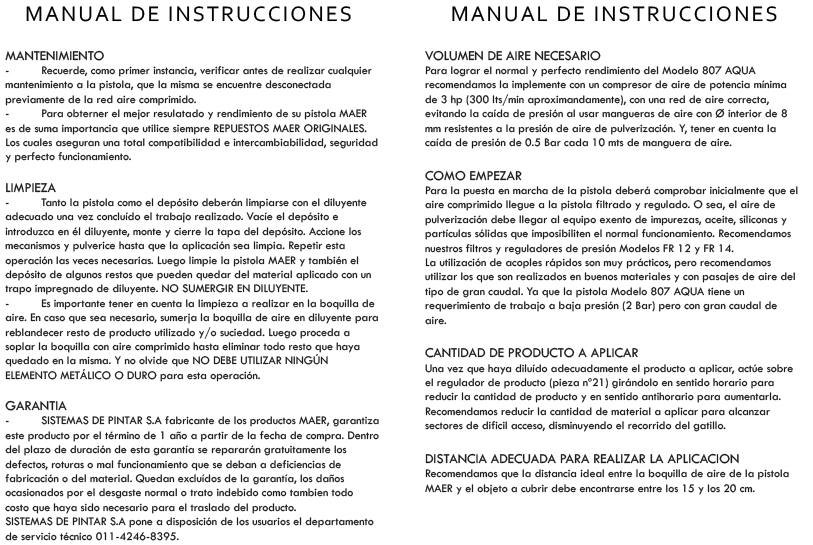 MANUAL DE INSTRUCCIONES
MANTENIMIENTO
- Recuerde, como primer instancia, verificar antes de realizar cualquier
mantenimiento a la pistola, que la misma se encuentre desconectada
previamente de la red aire comprimido.
- Para obterner el mejor resulatado y rendimiento de su pistola MAER
es de suma importancia que utilice siempre REPUESTOS MAER ORIGINALES.
Los cuales aseguran una total compatibilidad e intercambiabilidad, seguridad
y perfecto funcionamiento.
LIMPIEZA
- Tanto la pistola como el depósito deberán limpiarse con el diluyente
adecuado una vez concluído el trabajo realizado. Vacíe el depósito e
introduzca en él diluyente, monte y cierre la tapa del depósito. Accione los
mecanismos y pulverice hasta que la aplicación sea limpia. Repetir esta
operación las veces necesarias. Luego limpie la pistola MAER y también el
depósito de algunos restos que pueden quedar del material aplicado con un
trapo impregnado de diluyente. NO SUMERGIR EN DILUYENTE.
- Es importante tener en cuenta la limpieza a realizar en la boquilla de
aire. En caso que sea necesario, sumerja la boquilla de aire en diluyente para
reblandecer resto de producto utilizado y/o suciedad. Luego proceda a
soplar la boquilla con aire comprimido hasta eliminar todo resto que haya
quedado en la misma. Y no olvide que NO DEBE UTILIZAR NINGÚN
ELEMENTO METÁLICO O DURO para esta operación.
GARANTIA
- SISTEMAS DE PINTAR S.A fabricante de los productos MAER, garantiza
este producto por el término de 1 año a partir de la fecha de compra. Dentro
del plazo de duración de esta garantía se repararán gratuitamente los
defectos, roturas o mal funcionamiento que se deban a deficiencias de
fabricación o del material. Quedan excluídos de la garantía, los daños
ocasionados por el desgaste normal o trato indebido como tambien todo
costo que haya sido necesario para el traslado del producto.
SISTEMAS DE PINTAR S.A pone a disposición de los usuarios el departamento
de servicio técnico 011-4246-8395.
MANUAL DE INSTRUCCIONES
VOLUMEN DE AIRE NECESARIO
Para lograr el normal y perfecto rendimiento del Modelo 807 AQUA
recomendamos la implemente con un compresor de aire de potencia mínima
de 3 hp (300 lts/min aproximandamente), con una red de aire correcta,
evitando la caída de presión al usar mangueras de aire con Ø interior de 8
mm resistentes a la presión de aire de pulverización. Y, tener en cuenta la
caída de presión de 0.5 Bar cada 10 mts de manguera de aire.
COMO EMPEZAR
Para la puesta en marcha de la pistola deberá comprobar inicialmente que el
aire comprimido llegue a la pistola filtrado y regulado. O sea, el aire de
pulverización debe llegar al equipo exento de impurezas, aceite, siliconas y
partículas sólidas que imposibiliten el normal funcionamiento. Recomendamos
nuestros filtros y reguladores de presión Modelos FR 12 y FR 14.
La utilización de acoples rápidos son muy prácticos, pero recomendamos
utilizar los que son realizados en buenos materiales y con pasajes de aire del
tipo de gran caudal. Ya que la pistola Modelo 807 AQUA tiene un
requerimiento de trabajo a baja presión (2 Bar) pero con gran caudal de
aire.
CANTIDAD DE PRODUCTO A APLICAR
Una vez que haya diluído adecuadamente el producto a aplicar, actúe sobre
el regulador de producto (pieza nº21) girándolo en sentido horario para
reducir la cantidad de producto y en sentido antihorario para aumentarla.
Recomendamos reducir la cantidad de material a aplicar para alcanzar
sectores de díficil acceso, disminuyendo el recorrido del gatillo.
DISTANCIA ADECUADA PARA REALIZAR LA APLICACION
Recomendamos que la distancia ideal entre la boquilla de aire de la pistola
MAER y el objeto a cubrir debe encontrarse entre los 15 y los 20 cm.